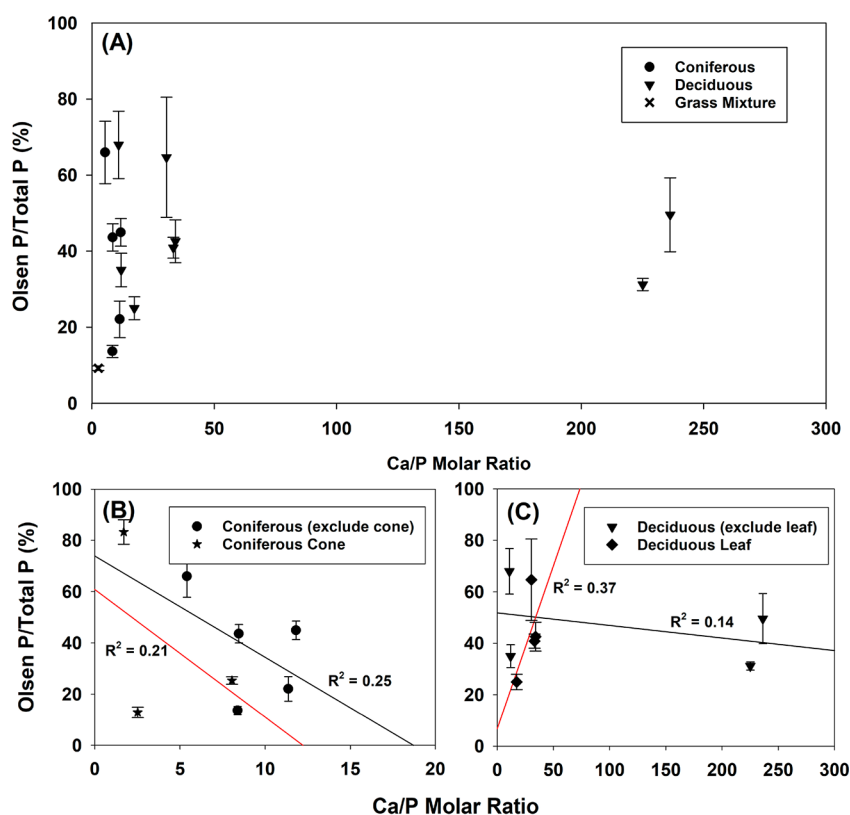 (A)
Coniferous
Deciduous
Grass Mixture
Olsen P/Total P (%)
100
80
60
40
20
0
0 50 100 150 200 250 300
Ca/P Molar Ratio
(B)
Coniferous (exclude cone)
Coniferous Cone
Olsen P/Total P (%)
100
80
60
40
20
0
R² = 0.21
R² = 0.25
0 5 10 15 20
(C)
Deciduous (exclude leaf)
Deciduous Leaf
100
80
60
40
20
0
R² = 0.37
R² = 0.14
0 50 100 150 200 250 300
Ca/P Molar Ratio